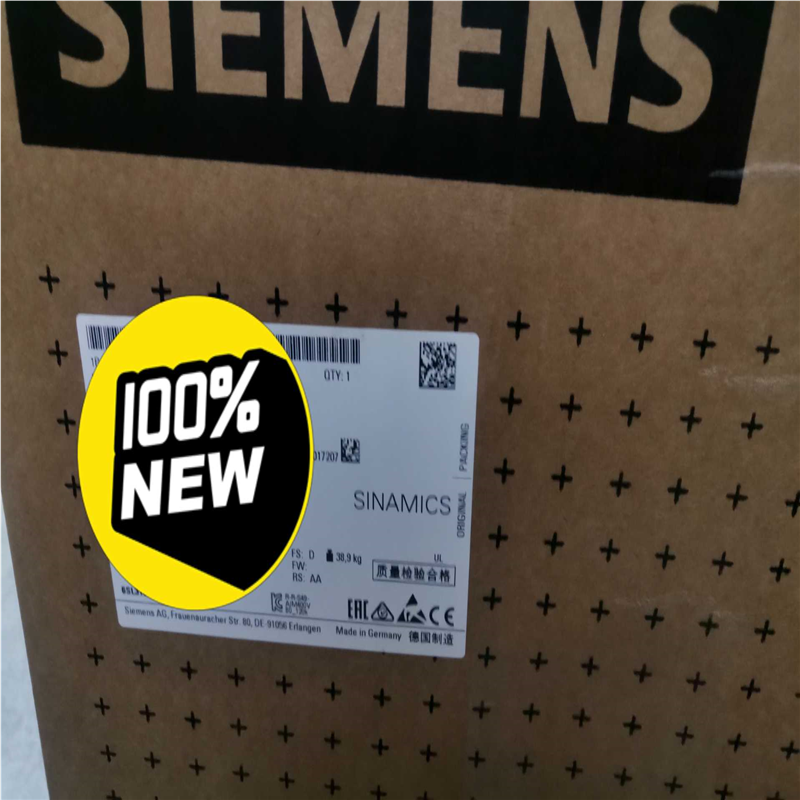 SIEMENS
QTY: 1
017207
SINAMICS
ORIGINAL PACKING
100%
NEW
FS: D 38,9 kg UL
FW:
RS: AA
质量检验合格
EAC
CE
Siemens AG, Frauenauracher Str. 80, DE-91056 Erlangen
Made in Germany 德国制造